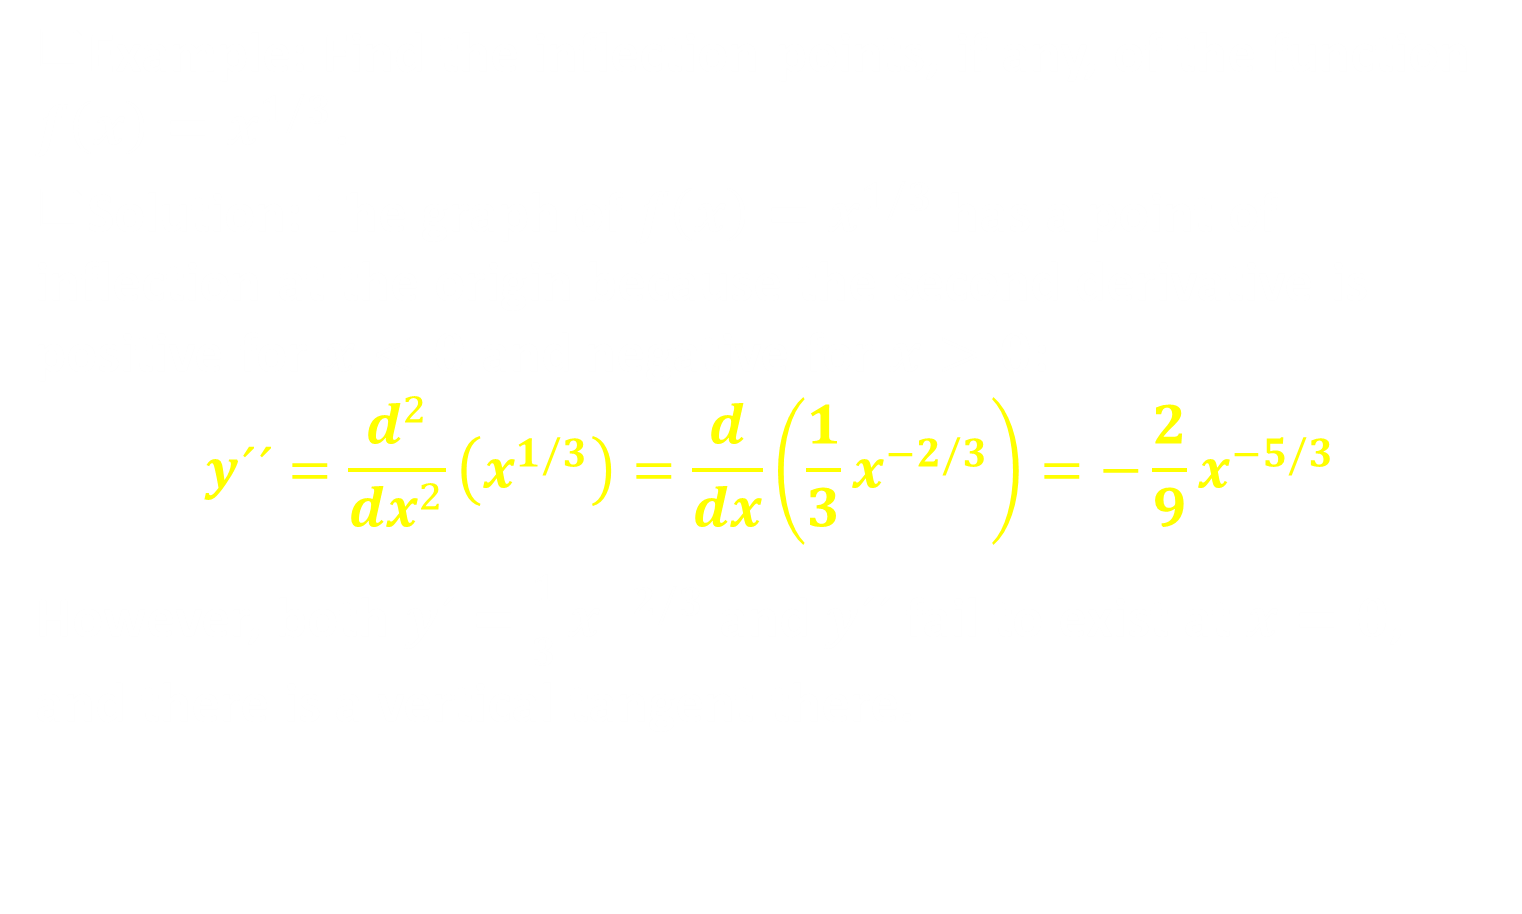 y´´ = d²/dx² (x^{1/3}) = d/dx (1/3 x^{−2/3}) = − 2/9 x^{−5/3}